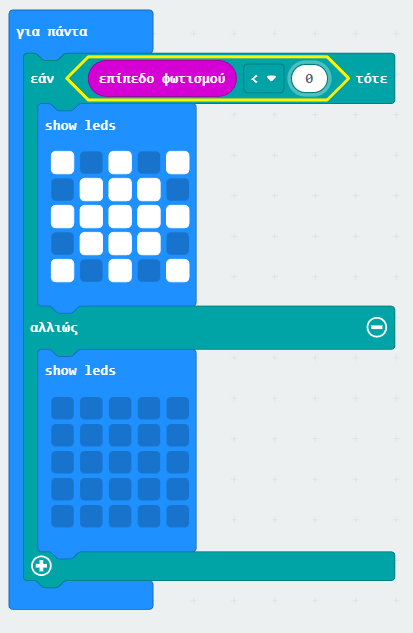 για πάντα
εάν επίπεδο φωτισμού < 0 τότε
show leds
αλλιώς
show leds